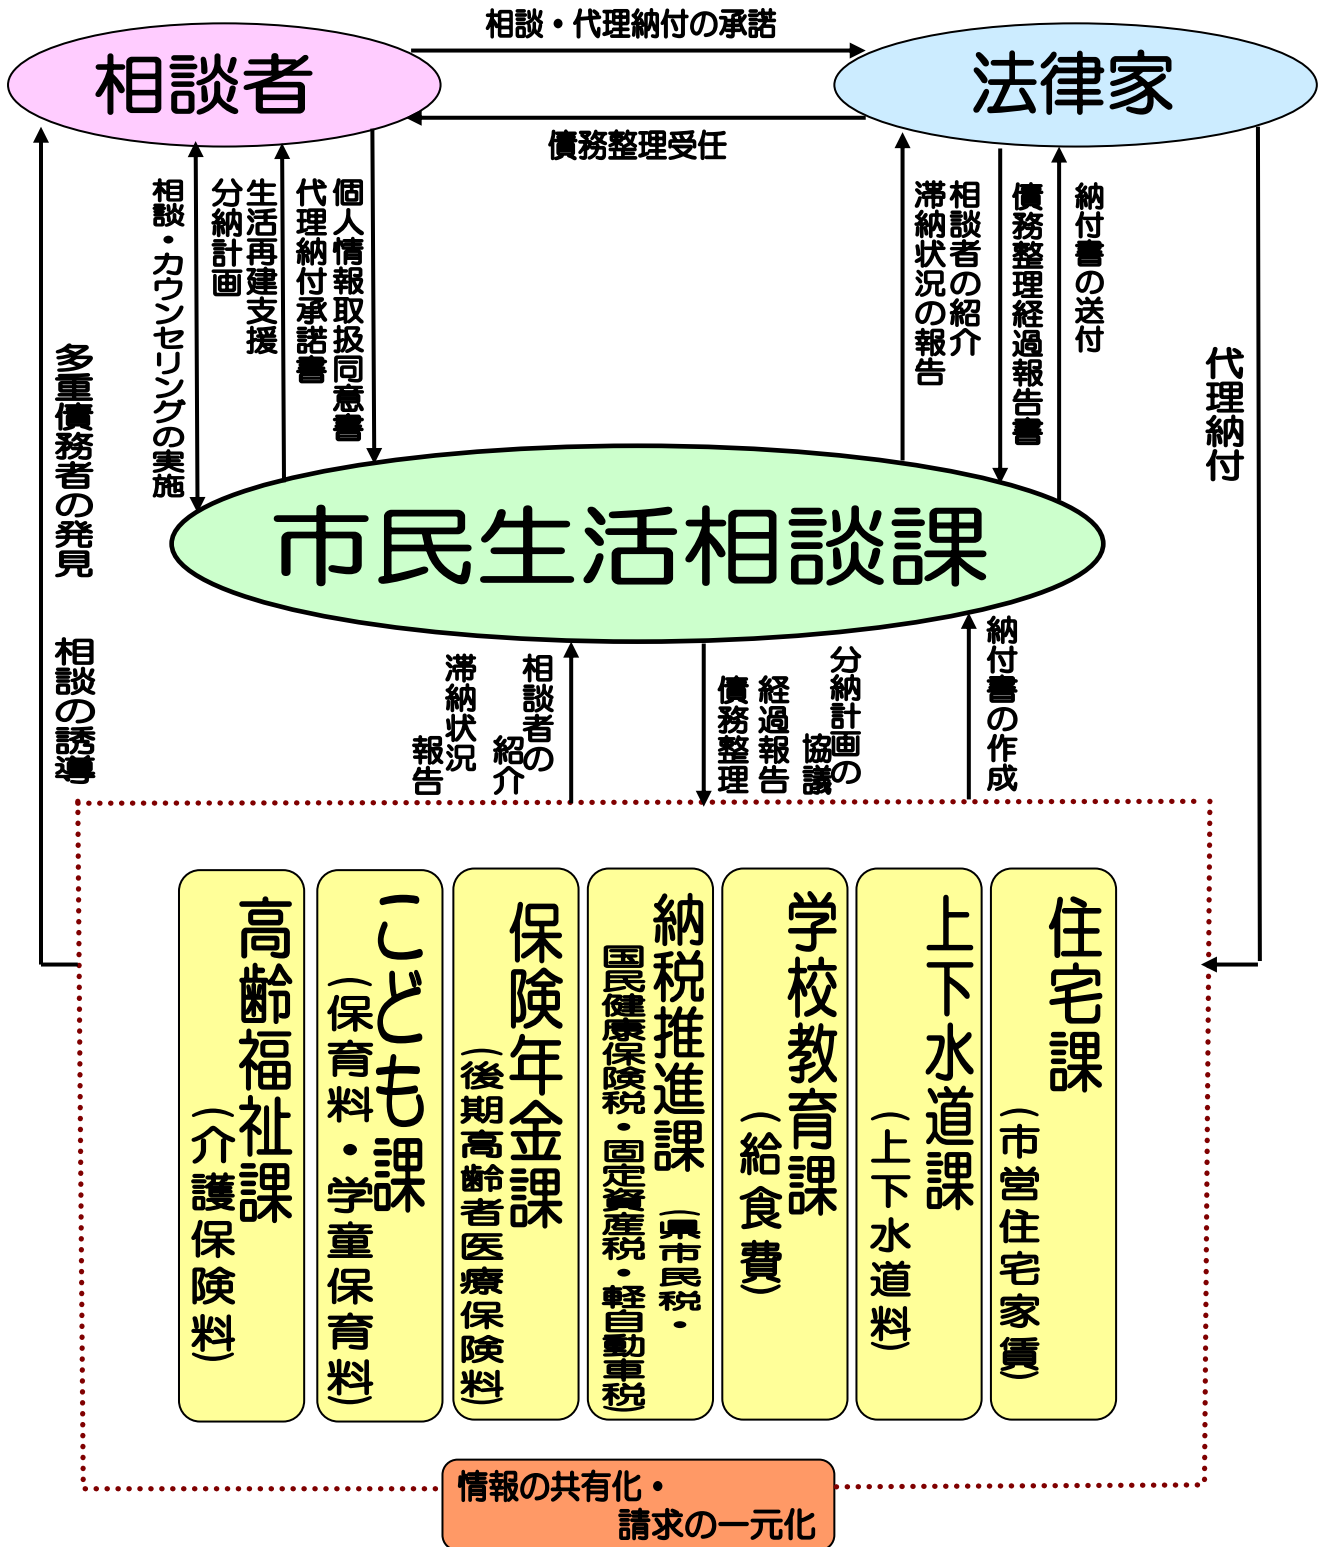 相談・代理納付の承諾
相談者
法律家
債務整理受任
相談・カウンセリングの実施
生活再建支援
分納計画
個人情報取扱同意書
代理納付承諾書
相談者の紹介
滞納状況の報告
債務整理経過報告書
納付書の送付
代理納付
多重債務者の発見　相談の誘導
市民生活相談課
相談者の
紹介
滞納状況
報告
債務整理
経過報告
分納計画の
協議
納付書の作成
住宅課
（市営住宅家賃）
上下水道課
（上下水道料）
学校教育課
（給食費）
納税推進課（県市民税・
国民健康保険税・固定資産税・軽自動車税）
保険年金課
（後期高齢者医療保険料）
こども課
（保育料・学童保育料）
高齢福祉課
（介護保険料）
情報の共有化・
請求の一元化